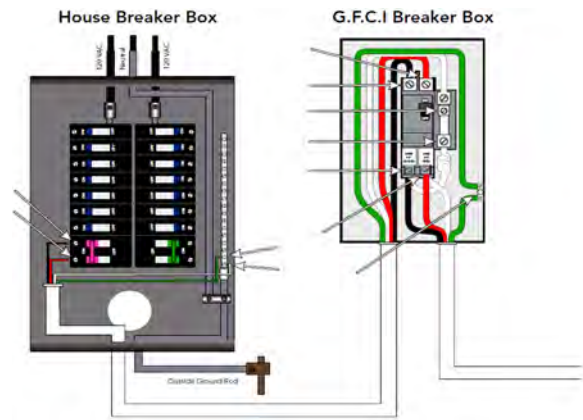 House Breaker Box
G.F.C.I Breaker Box
120 VAC
Neutral
120 VAC
Outside Ground Rod